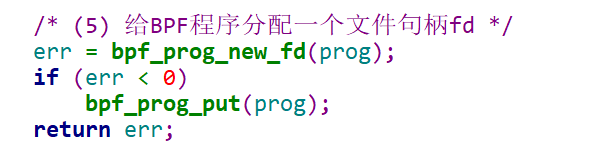 /* (5) 给BPF程序分配一个文件句柄fd */
err = bpf_prog_new_fd(prog);
if (err < 0)
    bpf_prog_put(prog);
return err;